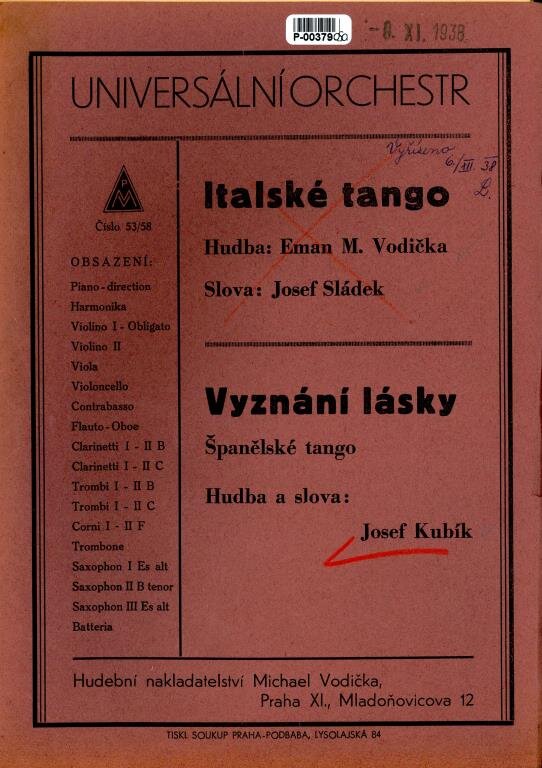 P-00379
-8. XI. 1938
UNIVERSÁLNÍ ORCHESTR
Vyřízeno
6./XII. 38
L.
PM
Číslo 53/58
OBSAZENÍ:
Piano-direction
Harmonika
Violino I - Obligato
Violino II
Viola
Violoncello
Contrabasso
Flauto-Oboe
Clarinetti I - II B
Clarinetti I - II C
Trombi I - II B
Trombi I - II C
Corni I - II F
Trombone
Saxophon I Es alt
Saxophon II B tenor
Saxophon III Es alt
Batteria
Italské tango
Hudba: Eman M. Vodička
Slova: Josef Sládek
Vyznání lásky
Španělské tango
Hudba a slova:
Josef Kubík
Hudební nakladatelství Michael Vodička,
Praha XI., Mladoňovicova 12
TISKL SOUKUP PRAHA-PODBABA, LYSOLAJSKÁ 84